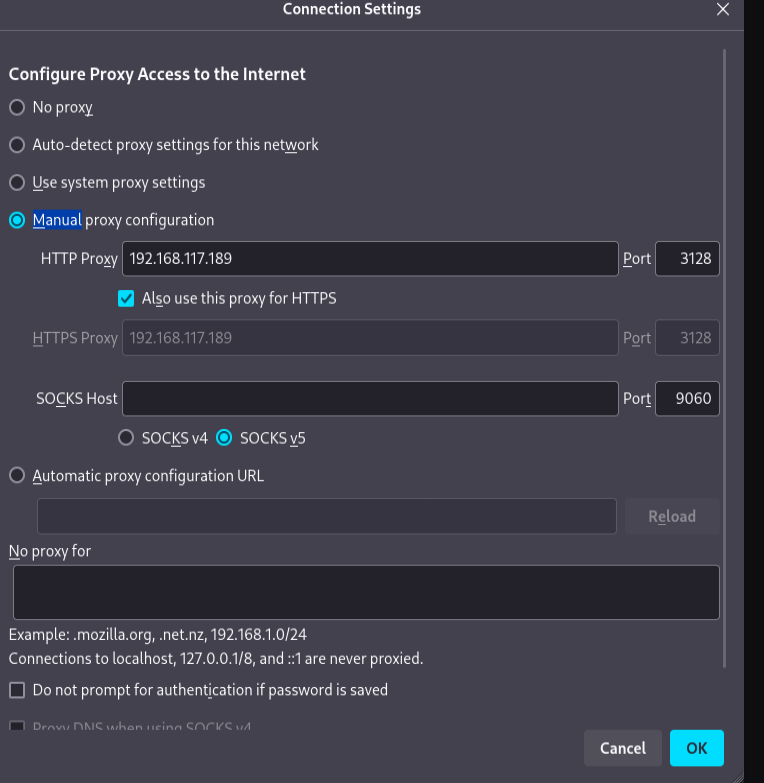 Connection Settings
Configure Proxy Access to the Internet
No proxy
Auto-detect proxy settings for this network
Use system proxy settings
Manual proxy configuration
HTTP Proxy 192.168.117.189 Port 3128
Also use this proxy for HTTPS
HTTPS Proxy 192.168.117.189 Port 3128
SOCKS Host Port 9060
SOCKS v4 SOCKS v5
Automatic proxy configuration URL
Reload
No proxy for
Example: .mozilla.org, .net.nz, 192.168.1.0/24
Connections to localhost, 127.0.0.1/8, and ::1 are never proxied.
Do not prompt for authentication if password is saved
Proxy DNS when using SOCKS v4
Cancel OK